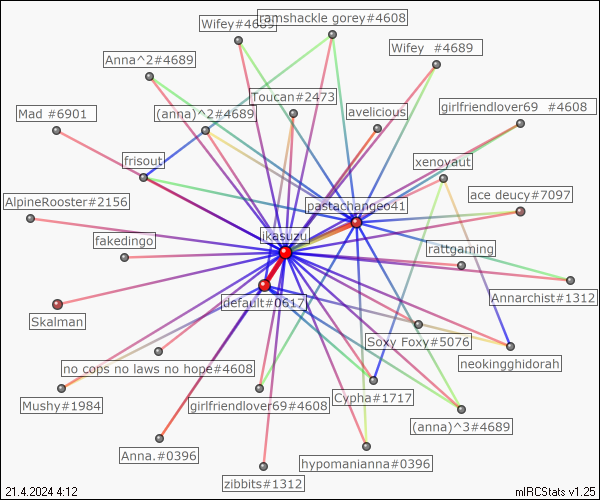 Wifey#4689
ramshackle gorey#4608
Anna^2#4689
Wifey  #4689
Toucan#2473
Mad #6901
(anna)^2#4689
avelicious
girlfriendlover69  #4608
frisout
xenoyaut
AlpineRooster#2156
pastachangeo41
ace deucy#7097
ikasuzu
fakedingo
rattgaming
default#0617
Annarchist#1312
Skalman
Soxy Foxy#5076
no cops no laws no hope#4608
neokingghidorah
Mushy#1984
girlfriendlover69#4608
Cypha#1717
(anna)^3#4689
Anna.#0396
hypomanianna#0396
zibbits#1312
21.4.2024 4:12
mIRCStats v1.25